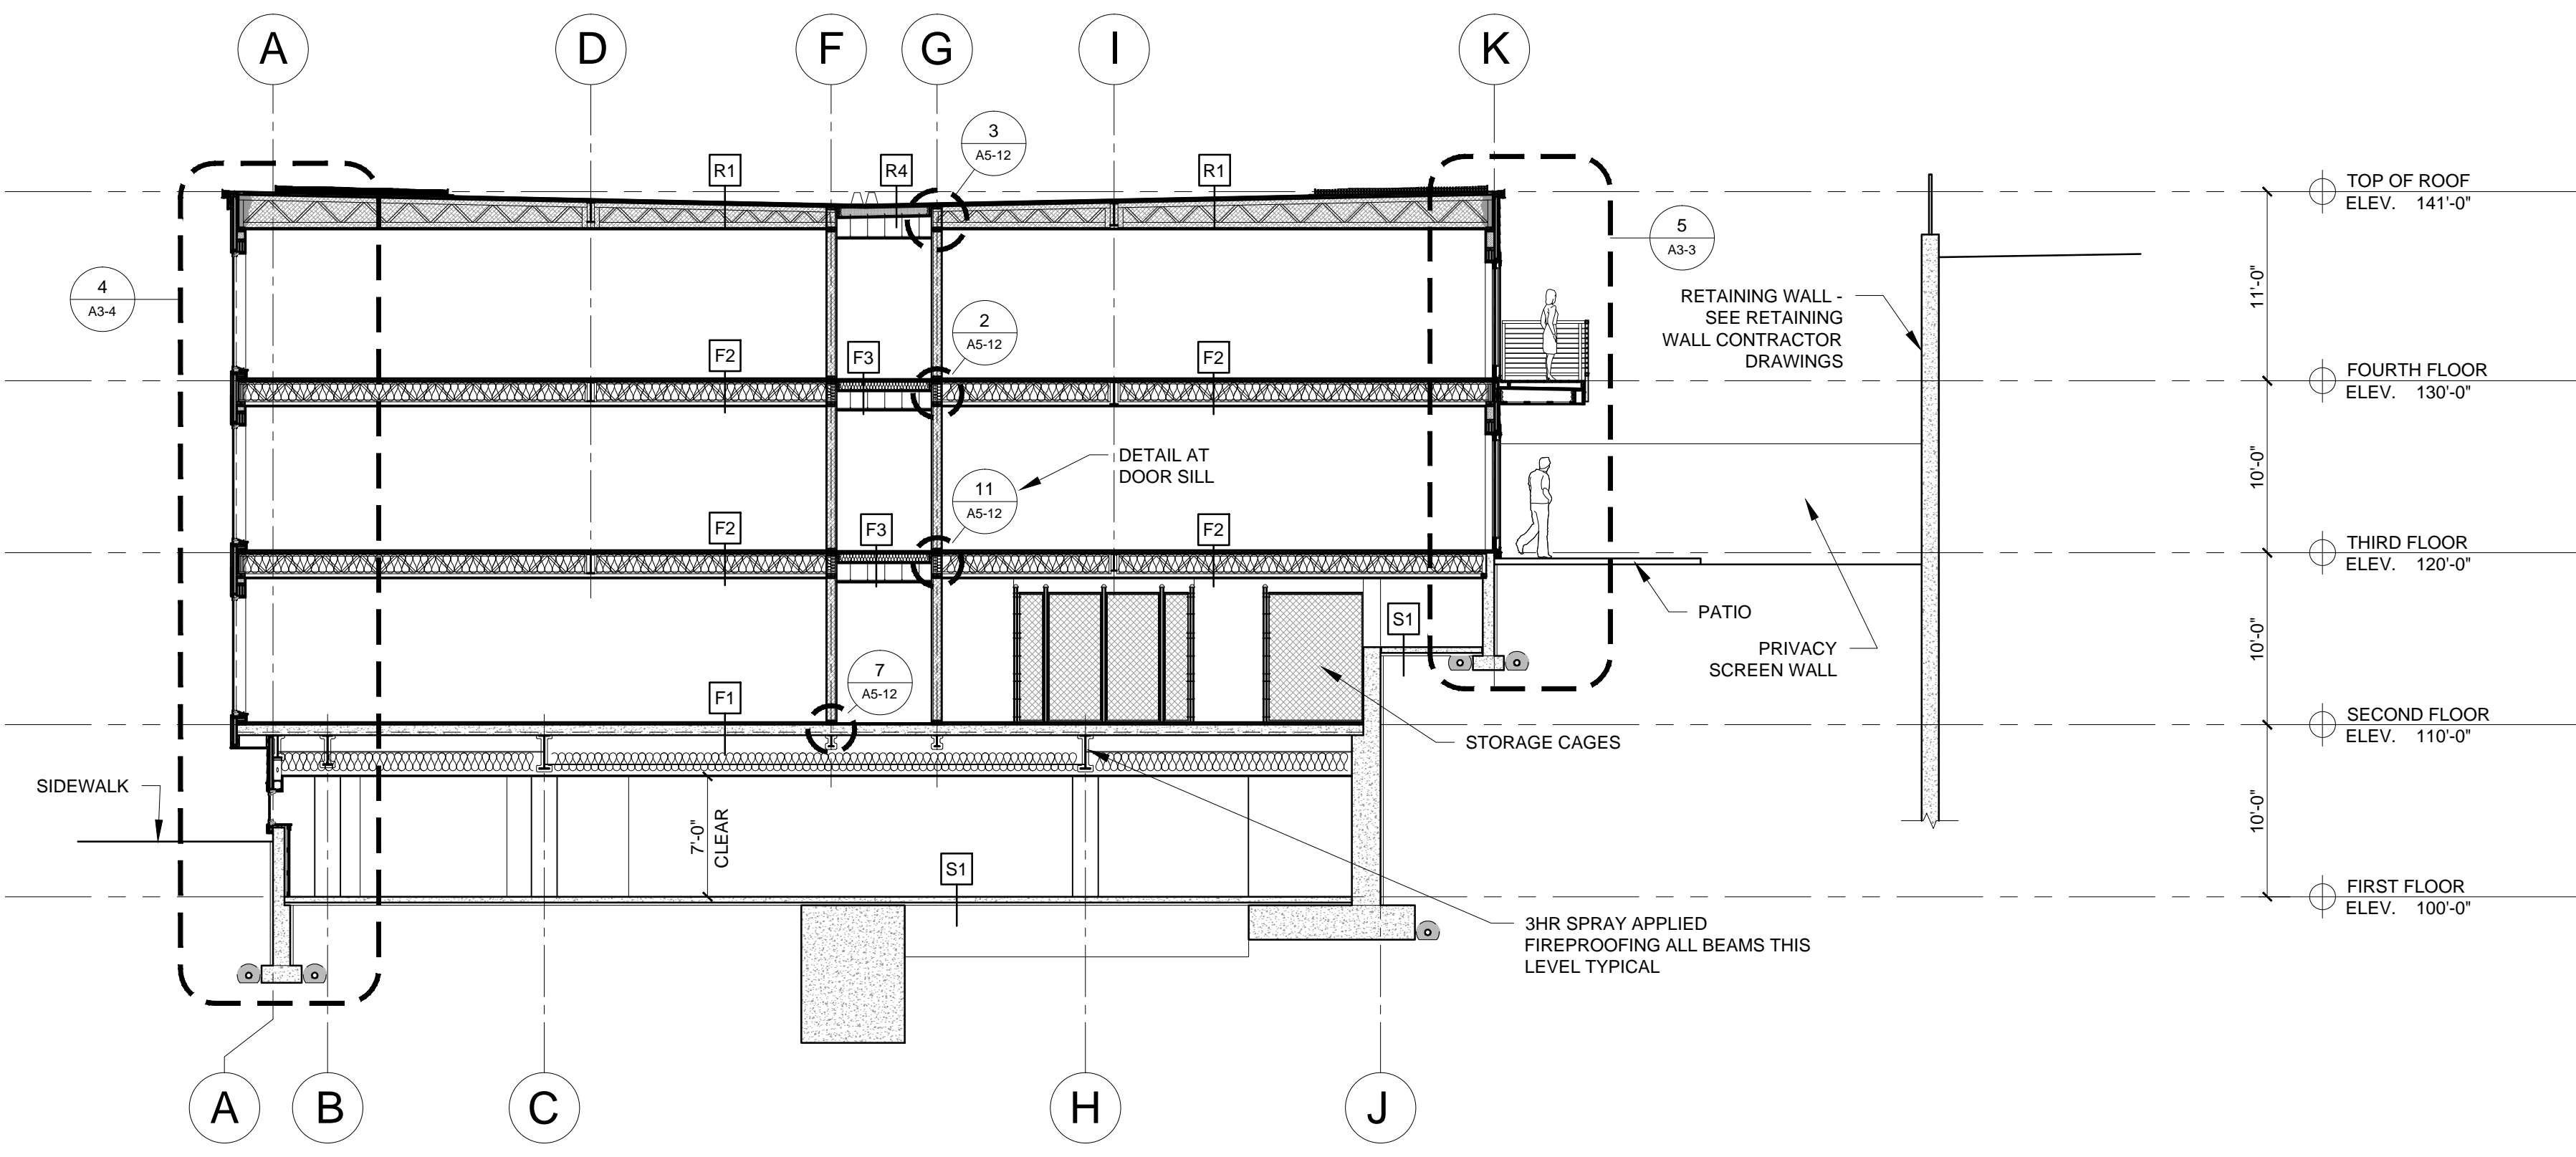 A
D
F
G
I
K
3
A5-12
R1
R4
R1
TOP OF ROOF
ELEV. 141'-0"
5
A3-3
4
A3-4
11'-0"
RETAINING WALL -
SEE RETAINING
WALL CONTRACTOR
DRAWINGS
2
A5-12
F2
F3
F2
FOURTH FLOOR
ELEV. 130'-0"
DETAIL AT
DOOR SILL
10'-0"
11
A5-12
F2
F3
F2
THIRD FLOOR
ELEV. 120'-0"
PATIO
S1
PRIVACY
SCREEN WALL
10'-0"
7
A5-12
F1
SECOND FLOOR
ELEV. 110'-0"
STORAGE CAGES
SIDEWALK
7'-0"
CLEAR
10'-0"
S1
FIRST FLOOR
ELEV. 100'-0"
3HR SPRAY APPLIED
FIREPROOFING ALL BEAMS THIS
LEVEL TYPICAL
A
B
C
H
J